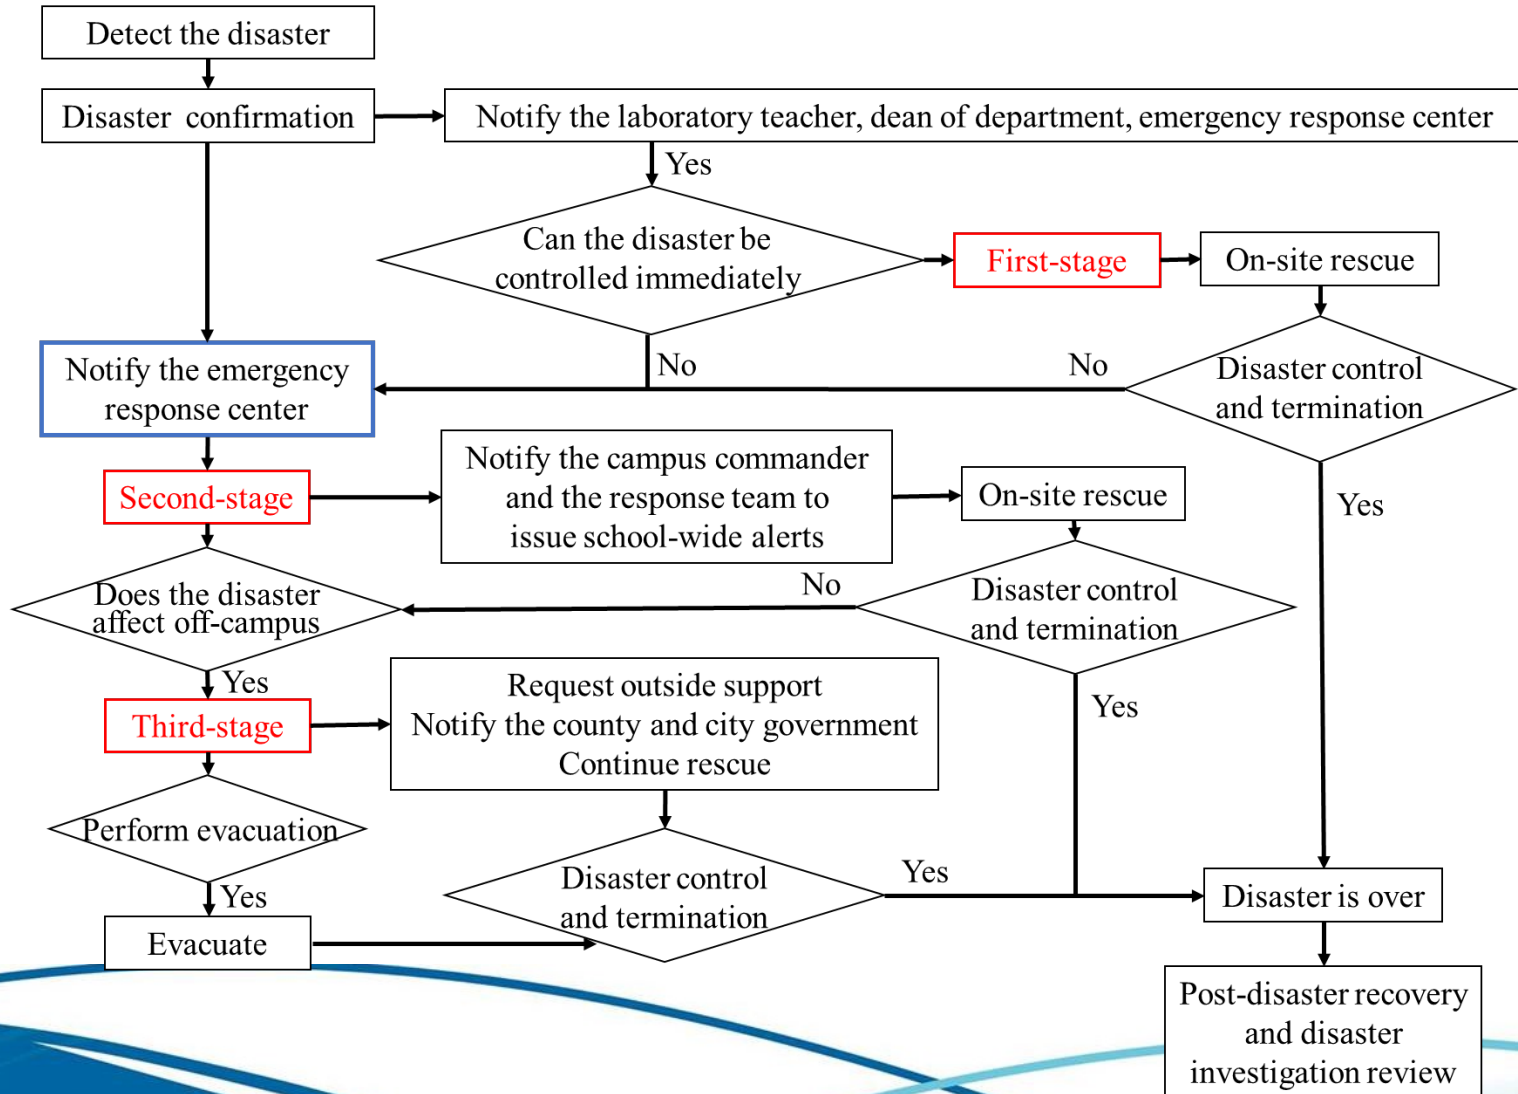 Detect the disaster
Disaster confirmation
Notify the laboratory teacher, dean of department, emergency response center
Yes
Can the disaster be
controlled immediately
First-stage
On-site rescue
No
No
Disaster control
and termination
Yes
Notify the emergency
response center
Second-stage
Notify the campus commander
and the response team to
issue school-wide alerts
On-site rescue
Does the disaster
affect off-campus
No
Disaster control
and termination
Yes
Yes
Third-stage
Request outside support
Notify the county and city government
Continue rescue
Perform evacuation
Yes
Evacuate
Disaster control
and termination
Yes
Disaster is over
Post-disaster recovery
and disaster
investigation review